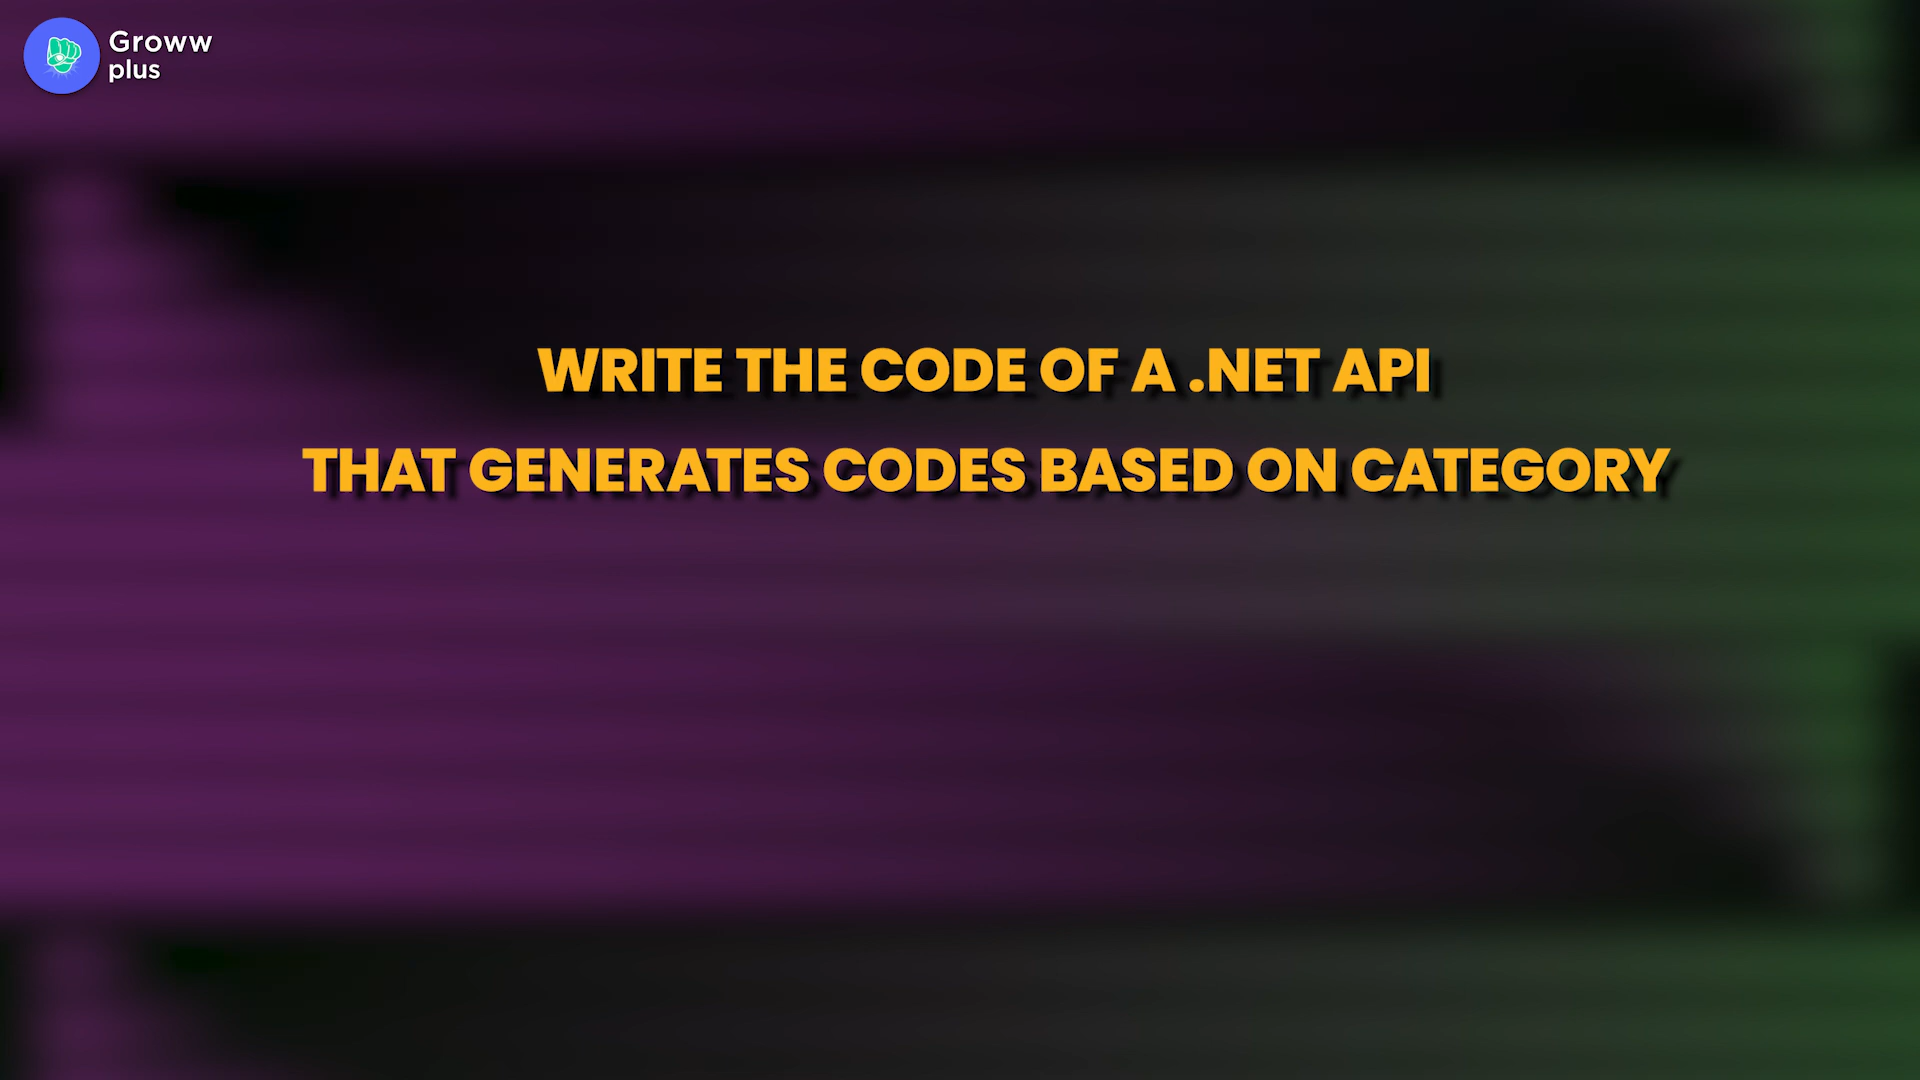 Groww
plus
WRITE THE CODE OF A .NET API
THAT GENERATES CODES BASED ON CATEGORY